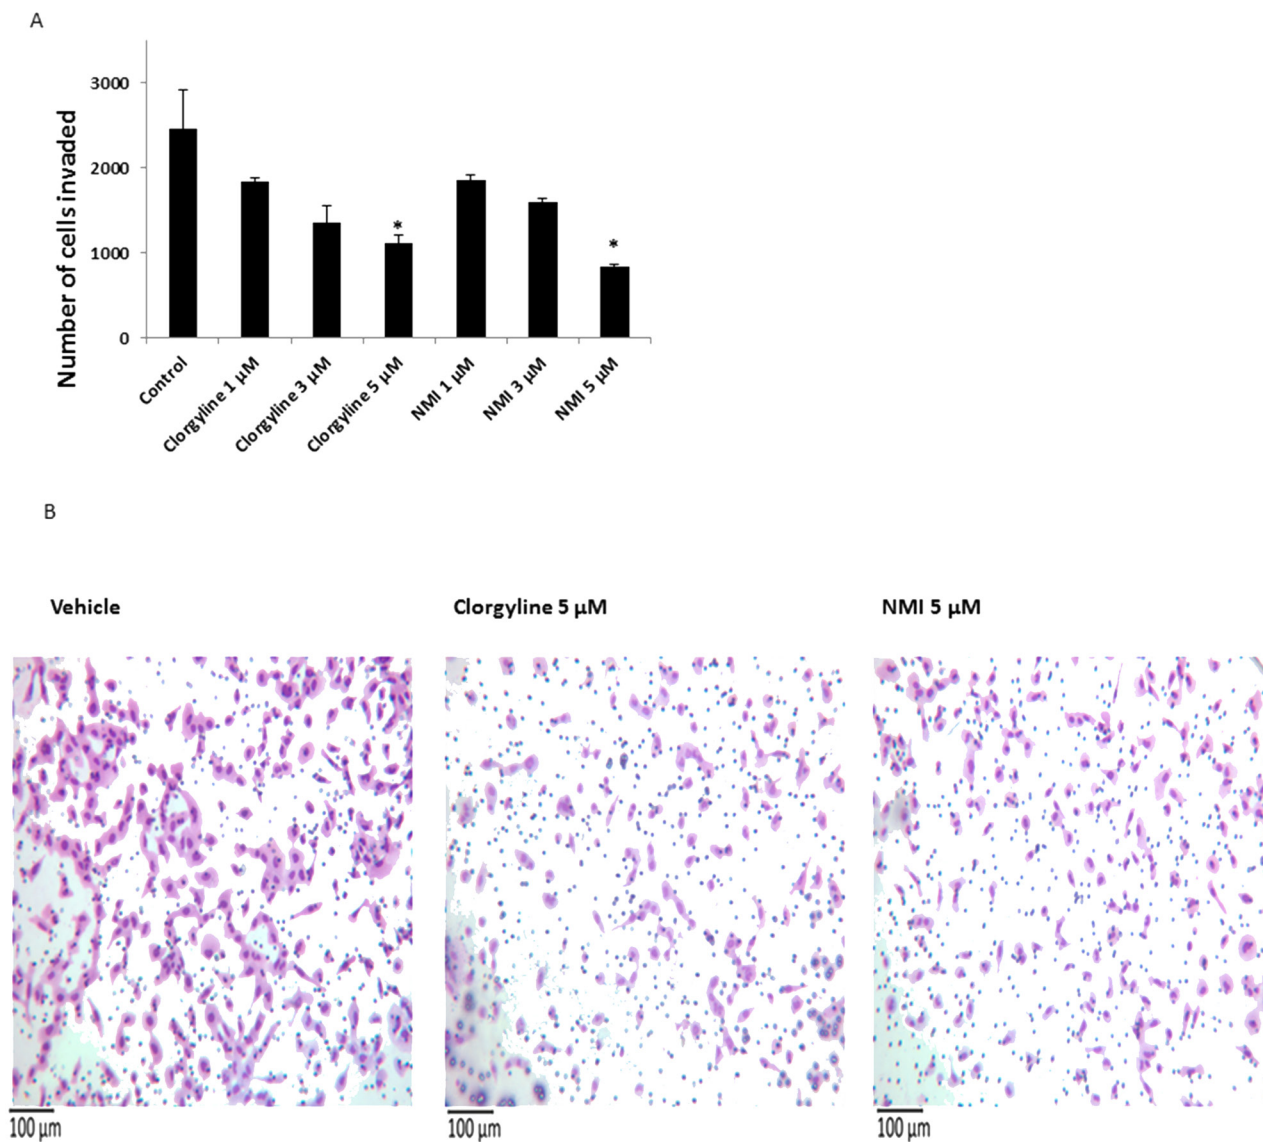 A
Number of cells invaded
3000
2000
1000
0
*
*
Control
Clorgyline 1 µM
Clorgyline 3 µM
Clorgyline 5 µM
NMI 1 µM
NMI 3 µM
NMI 5 µM
B
Vehicle
Clorgyline 5 µM
NMI 5 µM
100 µm
100 µm
100 µm